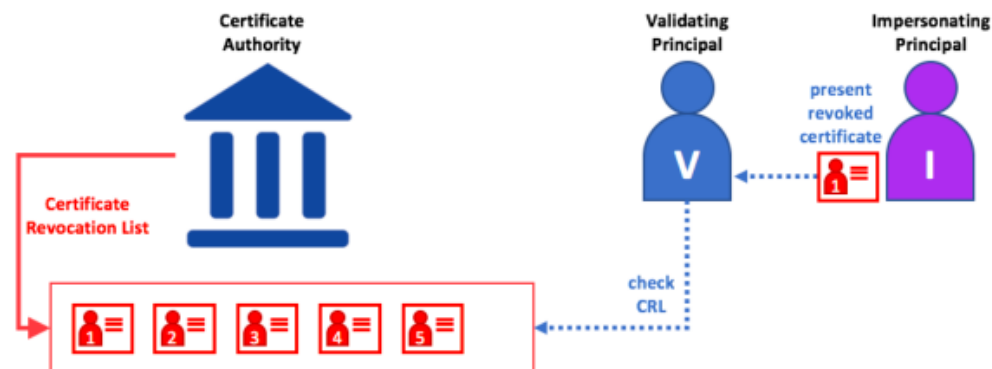 Certificate
Authority
Validating
Principal
Impersonating
Principal
present
revoked
certificate
V
1
I
Certificate
Revocation List
check
CRL
1
2
3
4
5